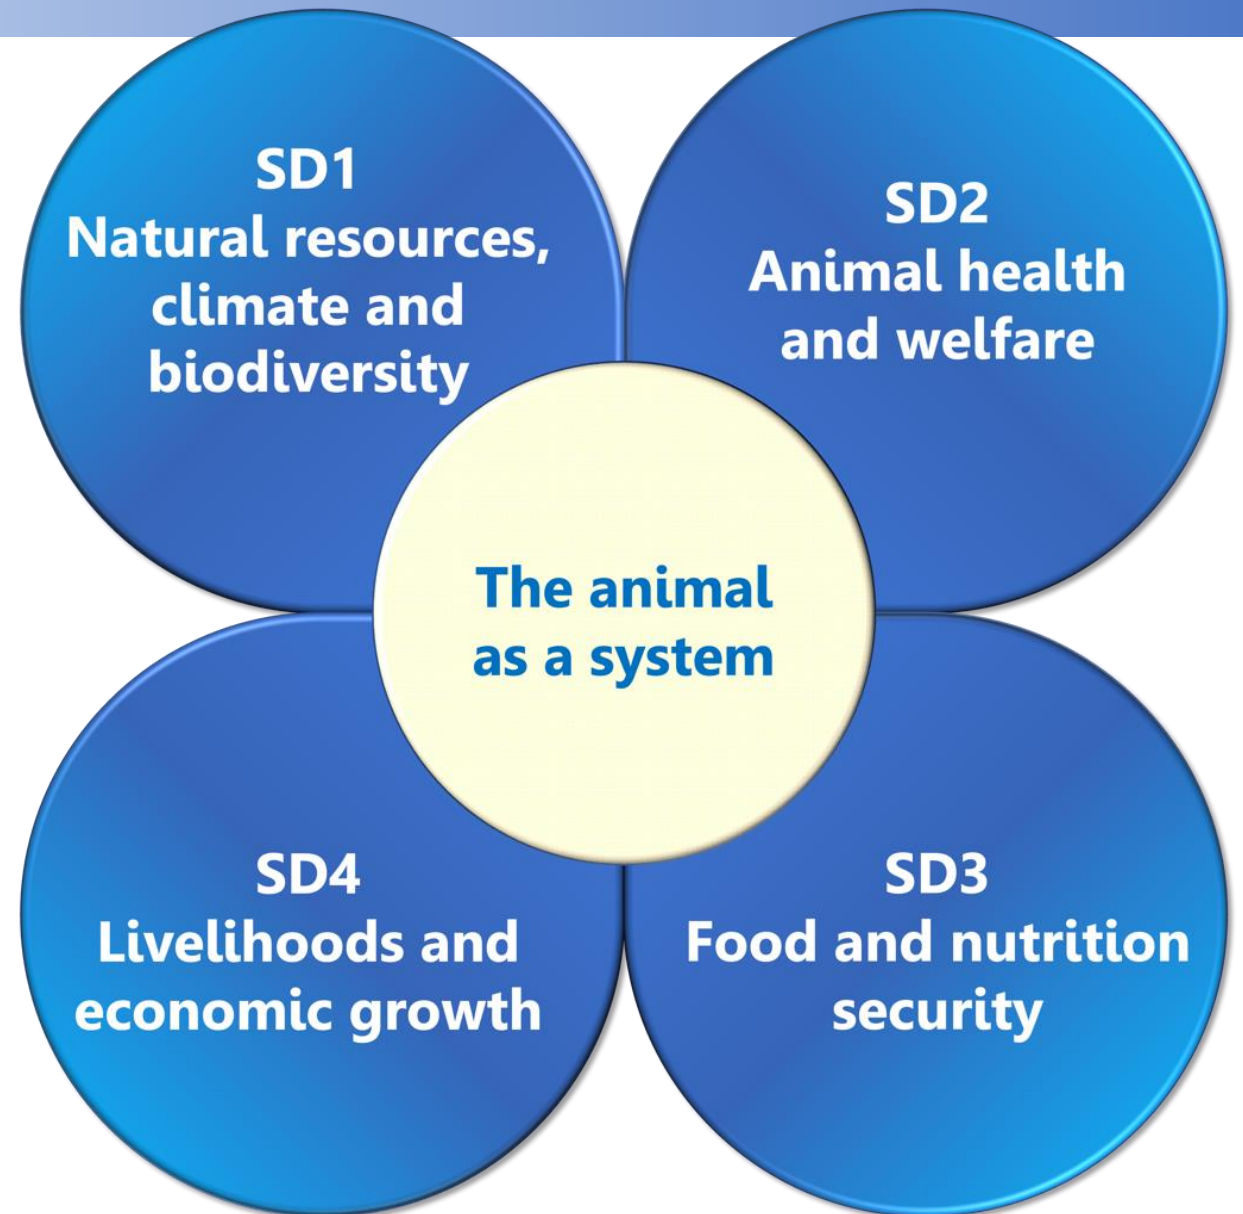 SD1
Natural resources,
climate and
biodiversity
SD2
Animal health
and welfare
The animal
as a system
SD4
Livelihoods and
economic growth
SD3
Food and nutrition
security